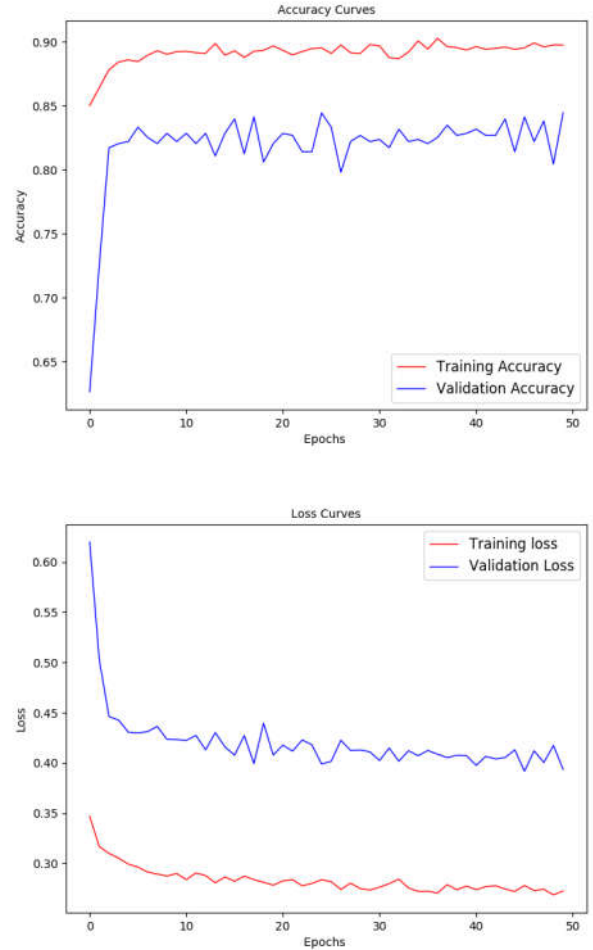 Accuracy Curves
0.90
0.85
0.80
0.75
0.70
0.65
Accuracy
Training Accuracy
Validation Accuracy
0 10 20 30 40 50
Epochs
Loss Curves
0.60
0.55
0.50
0.45
0.40
0.35
0.30
Loss
Training loss
Validation Loss
0 10 20 30 40 50
Epochs